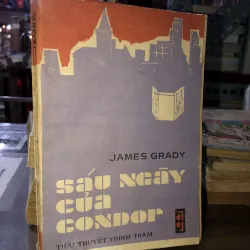 JAMES GRADY
SÁU NGÀY
CỦA
CONDOR
TIỂU THUYẾT TRINH THÁM